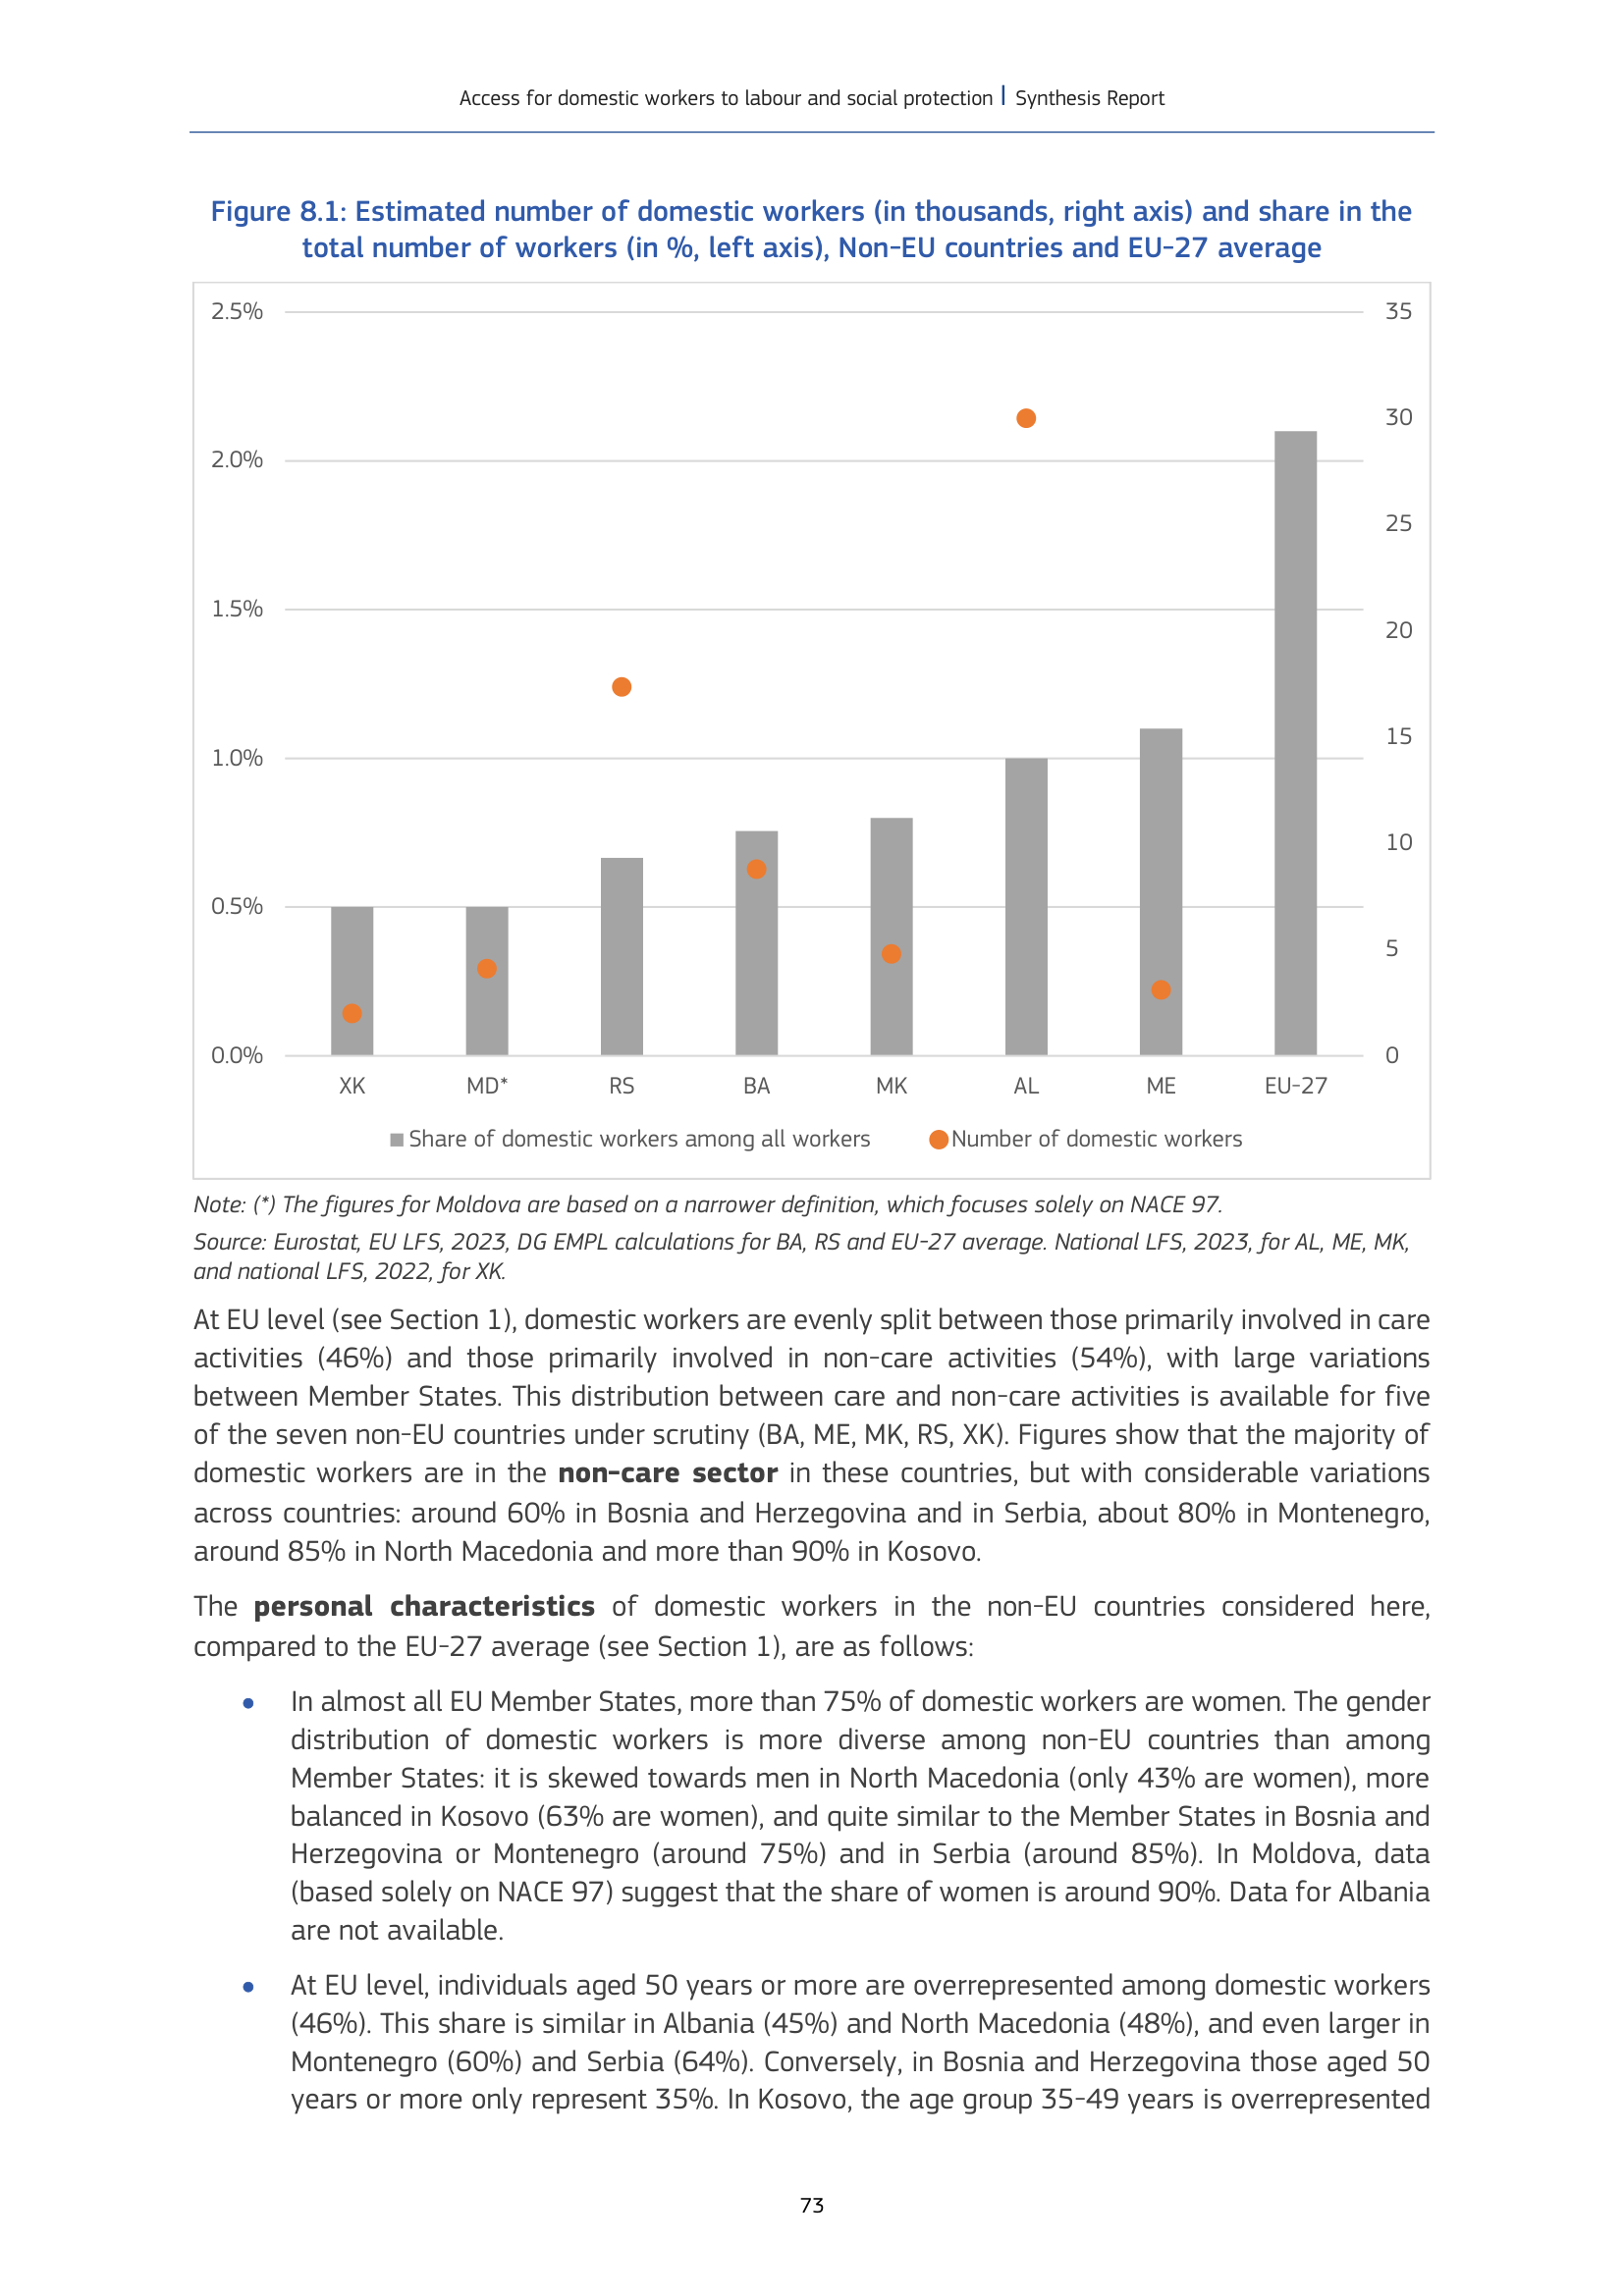 Access for domestic workers to labour and social protection | Synthesis Report
Figure 8.1: Estimated number of domestic workers (in thousands, right axis) and share in the
total number of workers (in %, left axis), Non-EU countries and EU-27 average
2.5%
2.0%
1.5%
1.0%
0.5%
0.0%
35
30
25
20
15
10
5
0
XK MD* RS BA MK AL ME EU-27
Share of domestic workers among all workers Number of domestic workers
Note: (*) The figures for Moldova are based on a narrower definition, which focuses solely on NACE 97.
Source: Eurostat, EU LFS, 2023, DG EMPL calculations for BA, RS and EU-27 average. National LFS, 2023, for AL, ME, MK,
and national LFS, 2022, for XK.
At EU level (see Section 1), domestic workers are evenly split between those primarily involved in care
activities (46%) and those primarily involved in non-care activities (54%), with large variations
between Member States. This distribution between care and non-care activities is available for five
of the seven non-EU countries under scrutiny (BA, ME, MK, RS, XK). Figures show that the majority of
domestic workers are in the non-care sector in these countries, but with considerable variations
across countries: around 60% in Bosnia and Herzegovina and in Serbia, about 80% in Montenegro,
around 85% in North Macedonia and more than 90% in Kosovo.
The personal characteristics of domestic workers in the non-EU countries considered here,
compared to the EU-27 average (see Section 1), are as follows:
• In almost all EU Member States, more than 75% of domestic workers are women. The gender
distribution of domestic workers is more diverse among non-EU countries than among
Member States: it is skewed towards men in North Macedonia (only 43% are women), more
balanced in Kosovo (63% are women), and quite similar to the Member States in Bosnia and
Herzegovina or Montenegro (around 75%) and in Serbia (around 85%). In Moldova, data
(based solely on NACE 97) suggest that the share of women is around 90%. Data for Albania
are not available.
• At EU level, individuals aged 50 years or more are overrepresented among domestic workers
(46%). This share is similar in Albania (45%) and North Macedonia (48%), and even larger in
Montenegro (60%) and Serbia (64%). Conversely, in Bosnia and Herzegovina those aged 50
years or more only represent 35%. In Kosovo, the age group 35-49 years is overrepresented
73